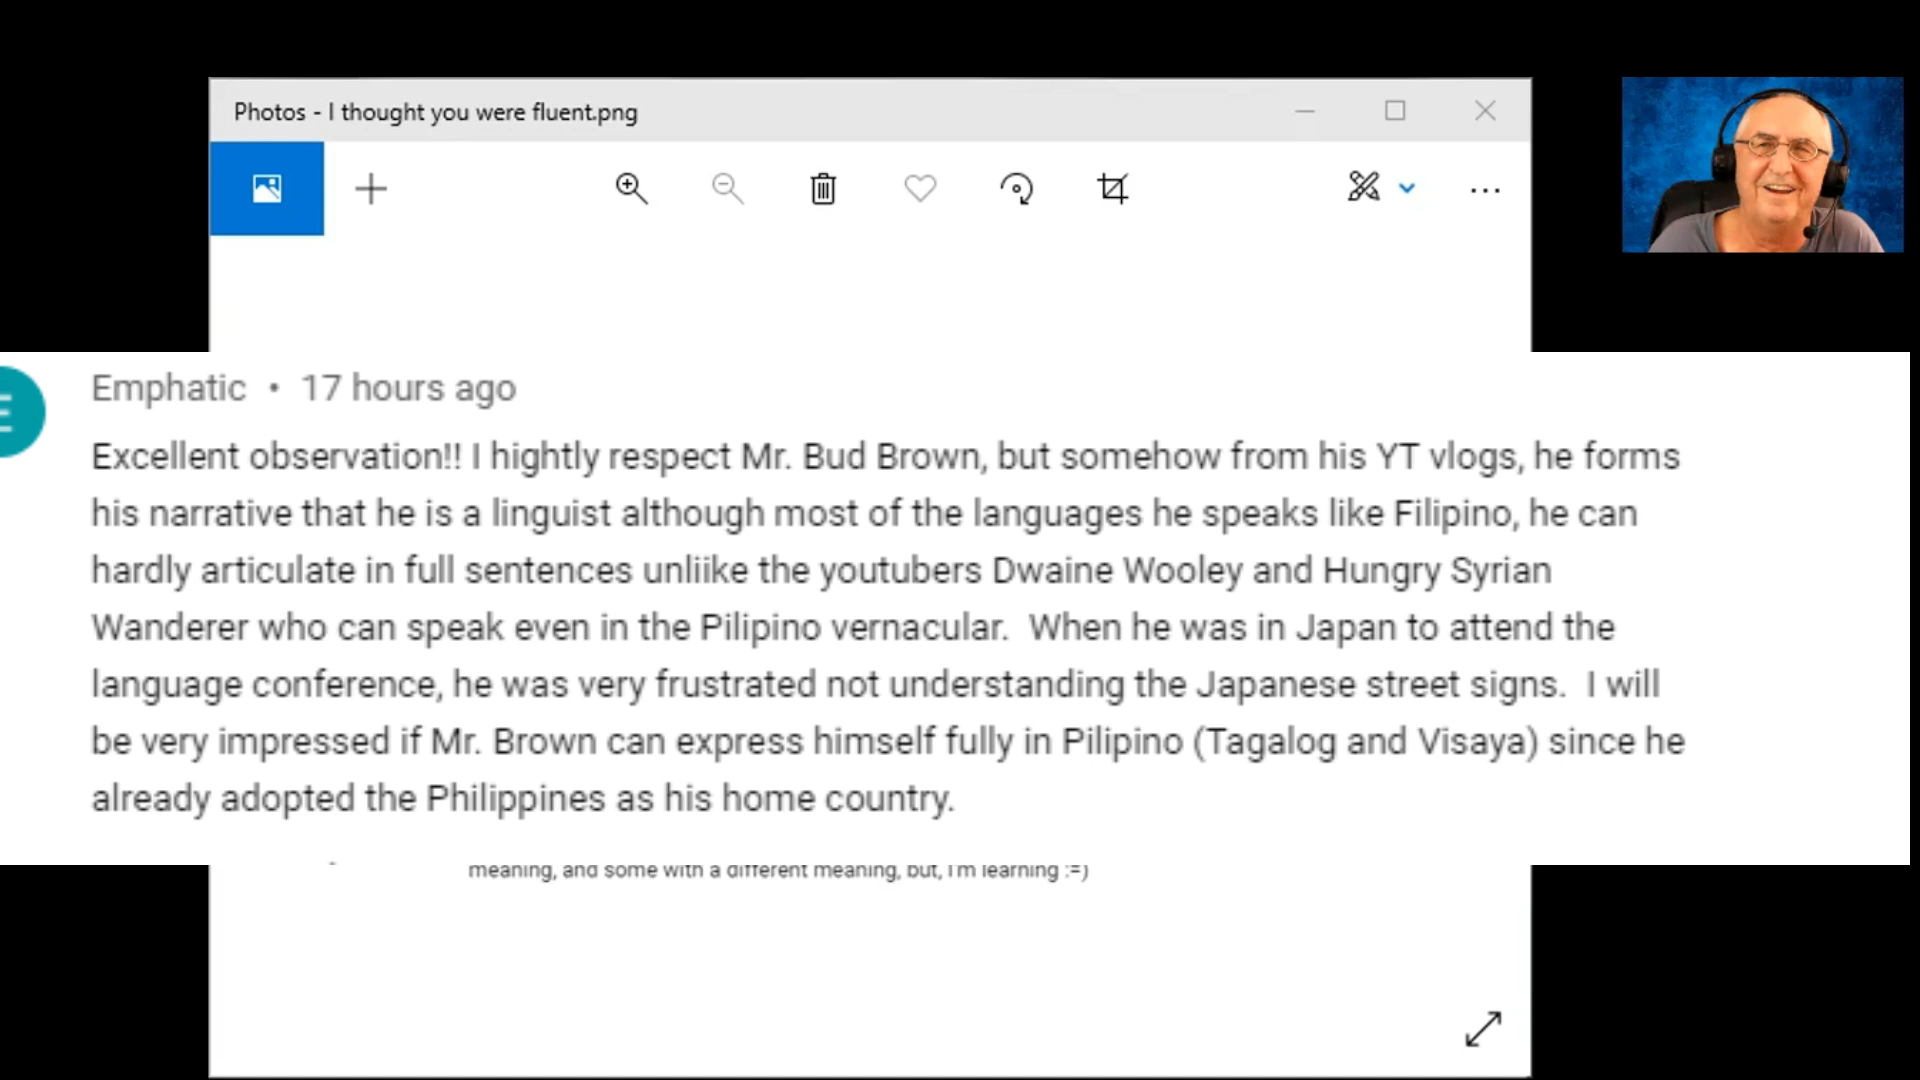 Photos - I thought you were fluent.png
E
Emphatic • 17 hours ago
Excellent observation!! I hightly respect Mr. Bud Brown, but somehow from his YT vlogs, he forms
his narrative that he is a linguist although most of the languages he speaks like Filipino, he can
hardly articulate in full sentences unliike the youtubers Dwaine Wooley and Hungry Syrian
Wanderer who can speak even in the Pilipino vernacular.  When he was in Japan to attend the
language conference, he was very frustrated not understanding the Japanese street signs.  I will
be very impressed if Mr. Brown can express himself fully in Pilipino (Tagalog and Visaya) since he
already adopted the Philippines as his home country.
meaning, and some with a different meaning, but, I'm learning :=)